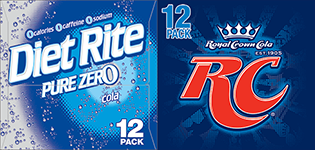 0 calories 0 caffeine 0 sodium
Diet Rite
PURE ZERO
cola
12
PACK
12
PACK
Royal Crown Cola
EST 1905
RC
®